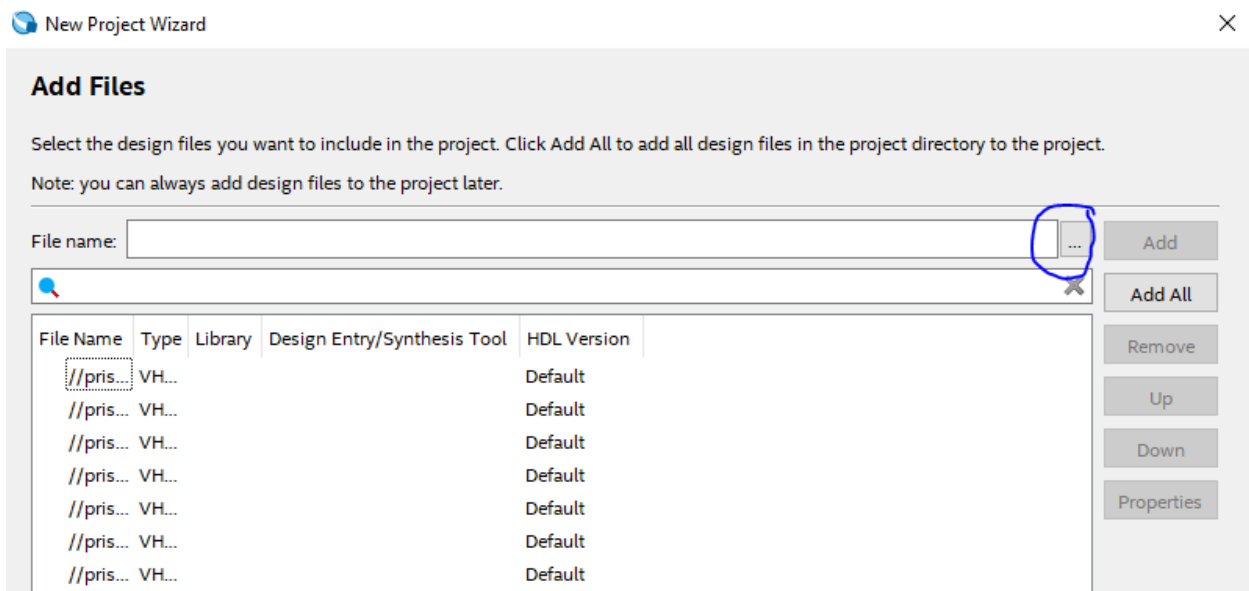 New Project Wizard
Add Files
Select the design files you want to include in the project. Click Add All to add all design files in the project directory to the project.
Note: you can always add design files to the project later.
File name: ... Add
Add All
File Name Type Library Design Entry/Synthesis Tool HDL Version
Remove
//pris... VH... Default
Up
//pris... VH... Default
//pris... VH... Default
Down
//pris... VH... Default
Properties
//pris... VH... Default
//pris... VH... Default
//pris... VH... Default